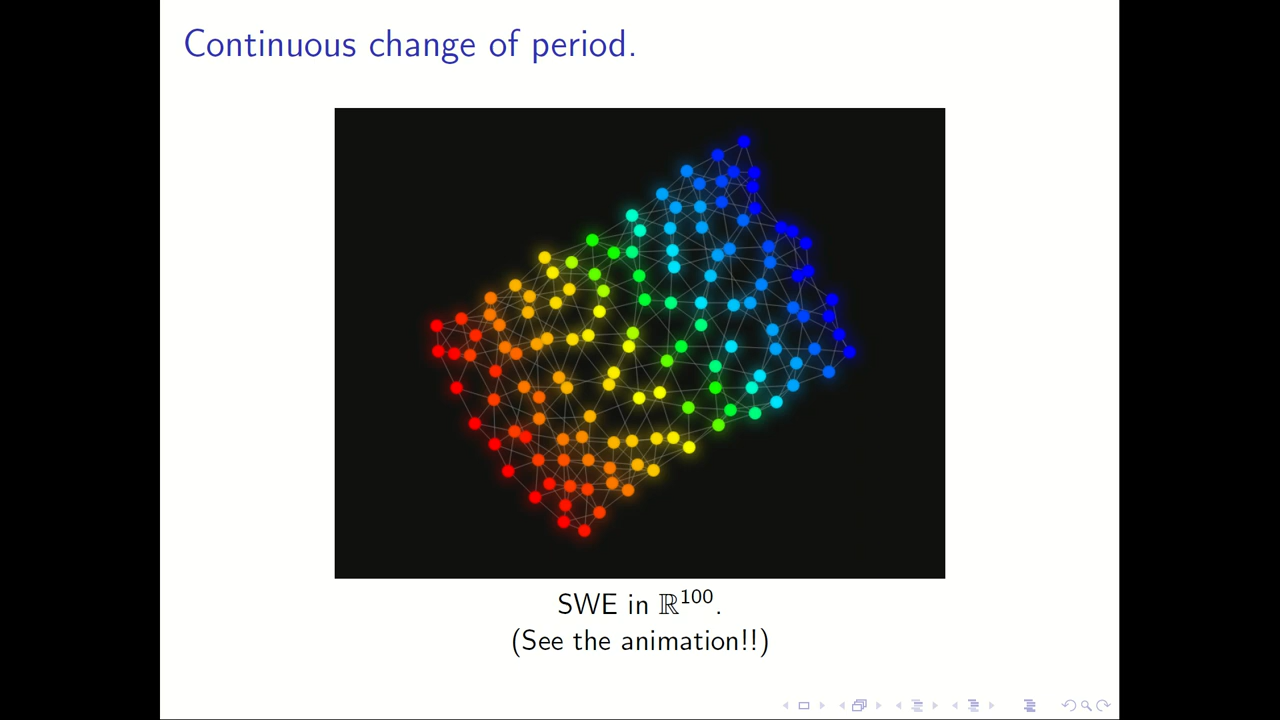 Continuous change of period.
SWE in ℝ¹⁰⁰.
(See the animation!!)